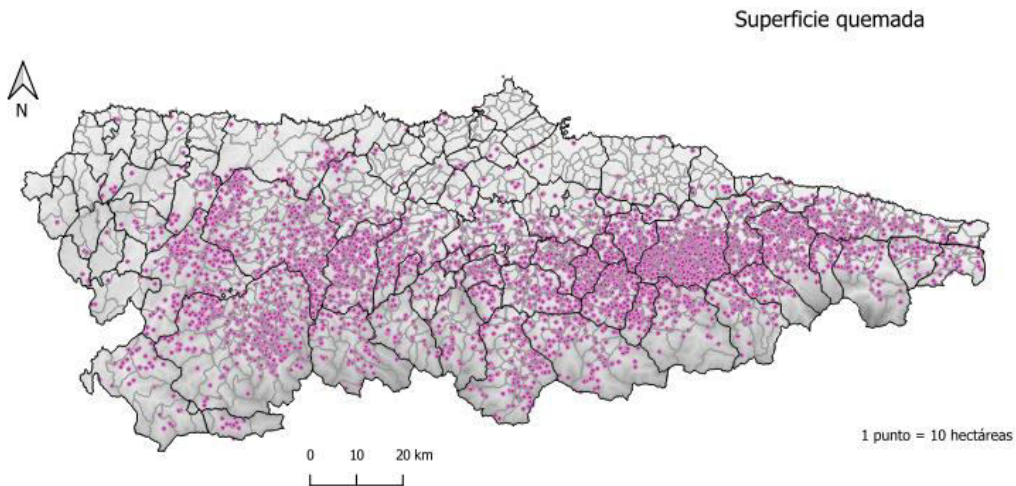 Superficie quemada
N
1 punto = 10 hectáreas
0 10 20 km